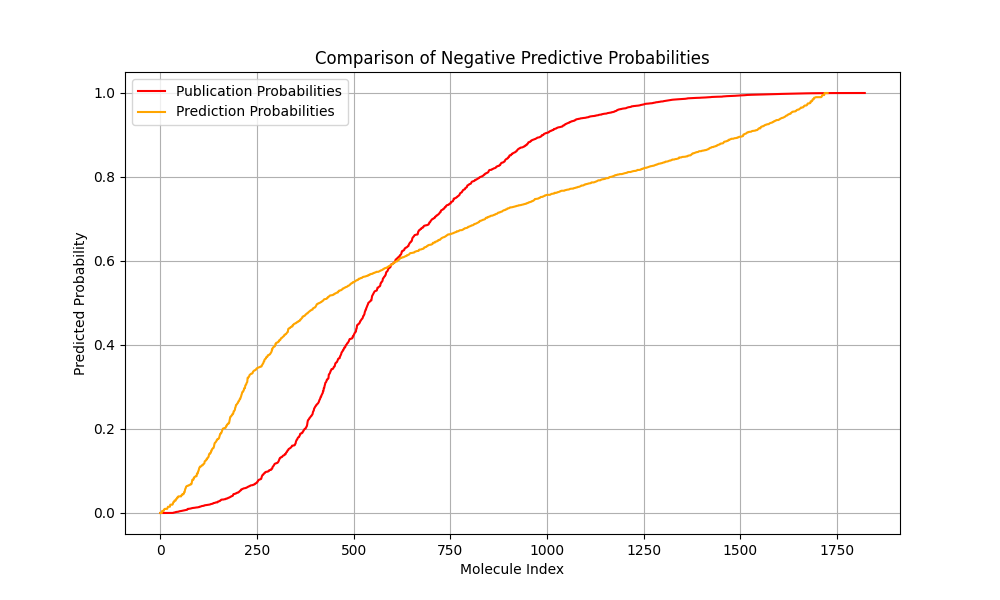 Comparison of Negative Predictive Probabilities
Publication Probabilities
Prediction Probabilities
1.0
0.8
0.6
0.4
0.2
0.0
Predicted Probability
0 250 500 750 1000 1250 1500 1750
Molecule Index